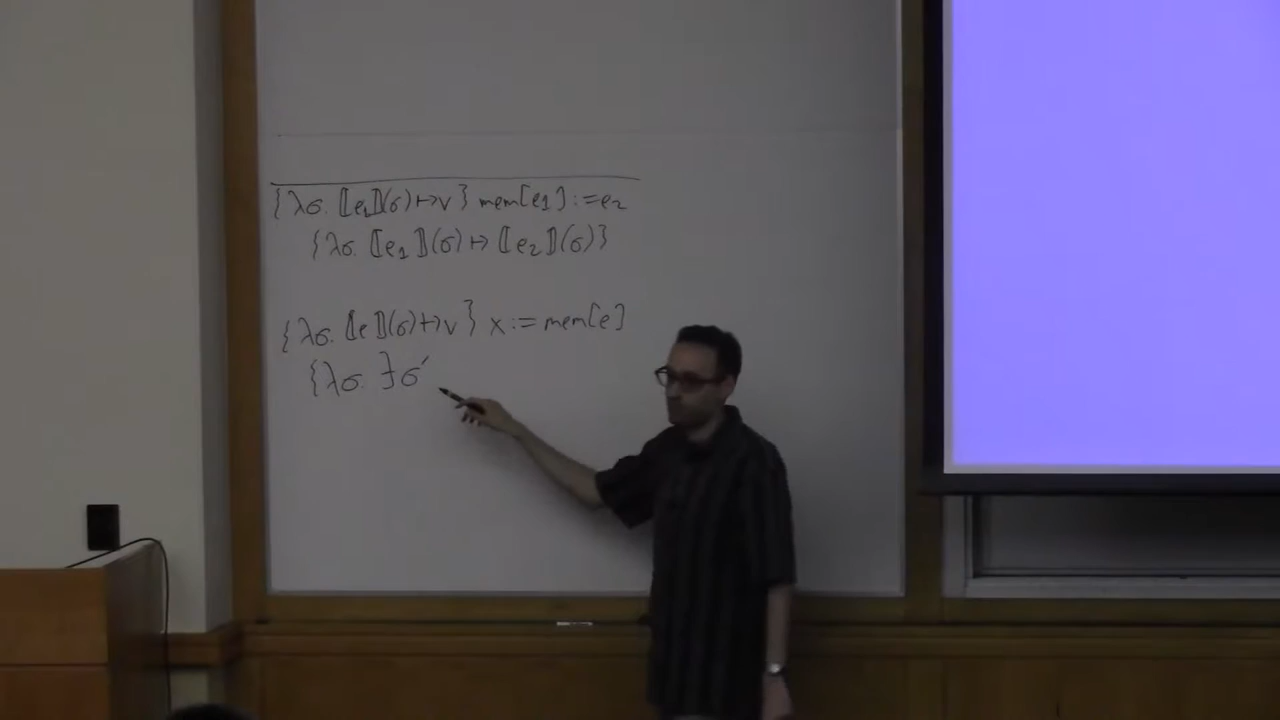 {λσ. ⟦e₁⟧(σ)↦v} mem[e₁]:=e₂
{λσ. ⟦e₁⟧(σ)↦⟦e₂⟧(σ)}
{λσ. ⟦e⟧(σ)↦v} x:=mem[e]
{λσ. ∃σ′